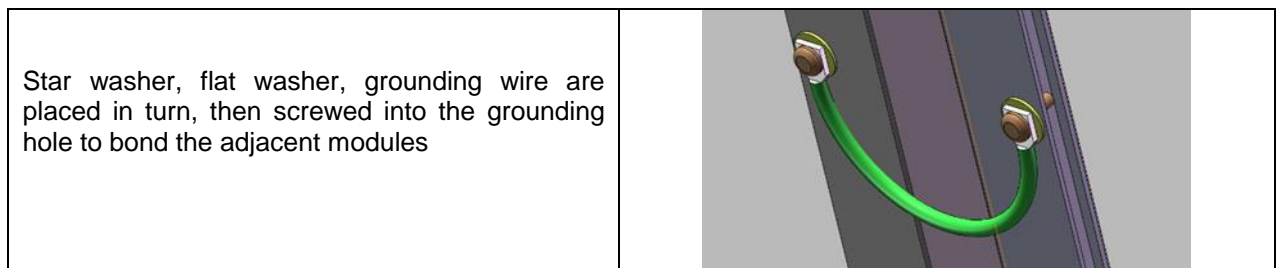 Star washer, flat washer, grounding wire are
placed in turn, then screwed into the grounding
hole to bond the adjacent modules